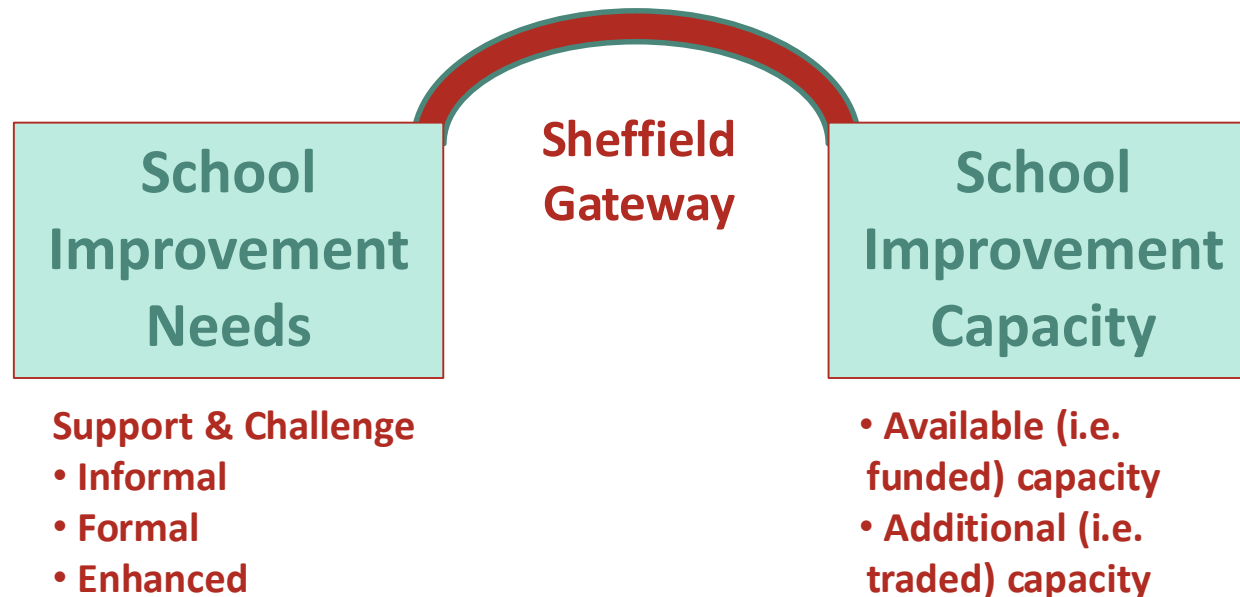 School
Improvement
Needs
Sheffield
Gateway
School
Improvement
Capacity
Support & Challenge
• Informal
• Formal
• Enhanced
• Available (i.e.
funded) capacity
• Additional (i.e.
traded) capacity